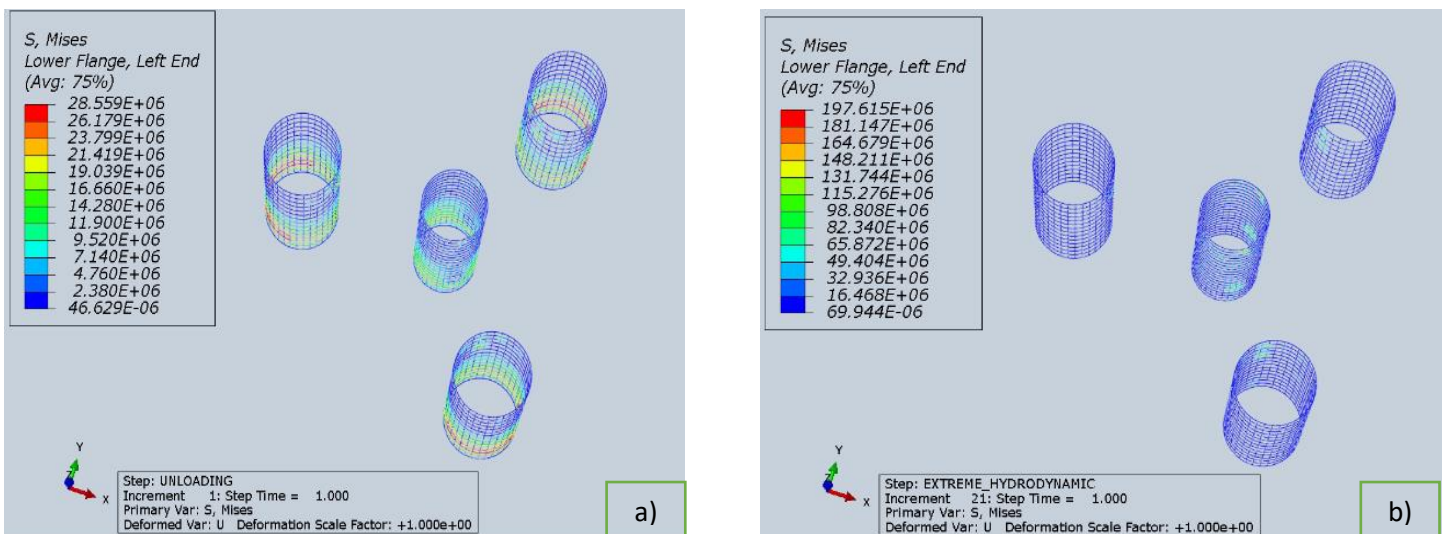 S, Mises
Lower Flange, Left End
(Avg: 75%)
28.559E+06
26.179E+06
23.799E+06
21.419E+06
19.039E+06
16.660E+06
14.280E+06
11.900E+06
9.520E+06
7.140E+06
4.760E+06
2.380E+06
46.629E-06
Y
Z
X
Step: UNLOADING
Increment 1: Step Time = 1.000
Primary Var: S, Mises
Deformed Var: U Deformation Scale Factor: +1.000e+00
a)
S, Mises
Lower Flange, Left End
(Avg: 75%)
197.615E+06
181.147E+06
164.679E+06
148.211E+06
131.744E+06
115.276E+06
98.808E+06
82.340E+06
65.872E+06
49.404E+06
32.936E+06
16.468E+06
69.944E-06
Y
Z
X
Step: EXTREME_HYDRODYNAMIC
Increment 21: Step Time = 1.000
Primary Var: S, Mises
Deformed Var: U Deformation Scale Factor: +1.000e+00
b)